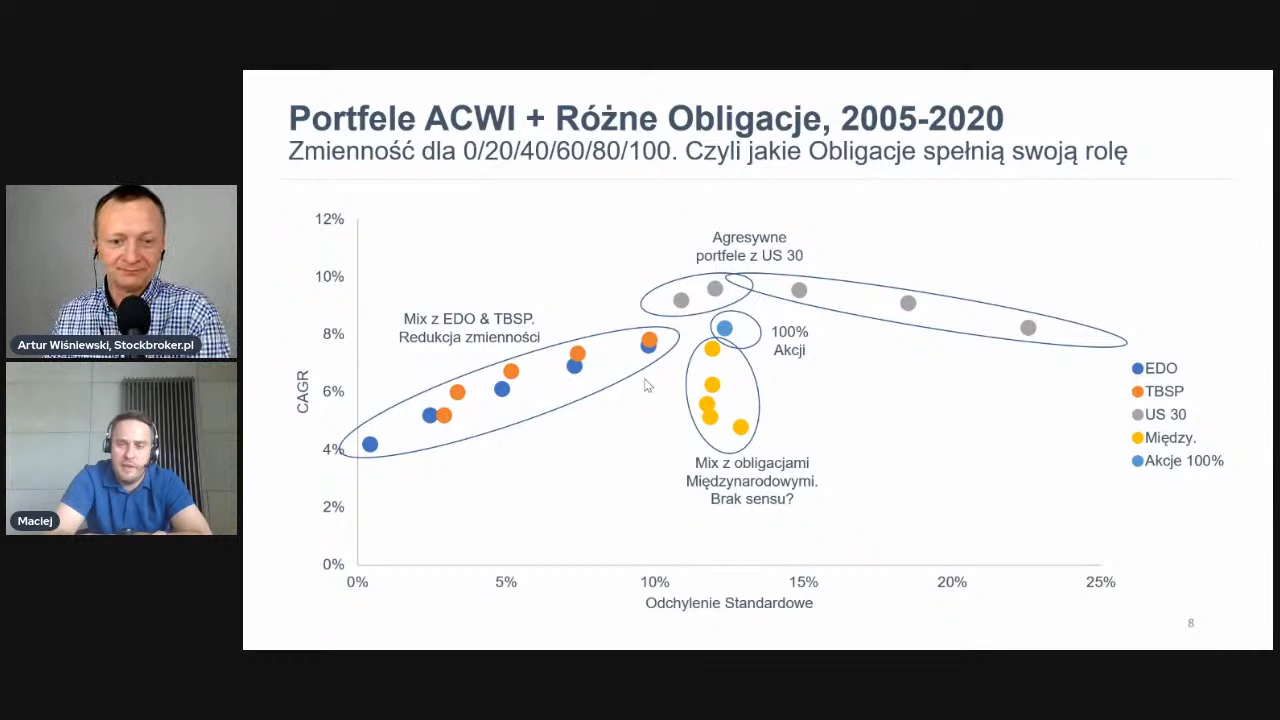 Portfele ACWI + Różne Obligacje, 2005-2020
Zmienność dla 0/20/40/60/80/100. Czyli jakie Obligacje spełnią swoją rolę
12%
10%
8%
6%
4%
2%
0%
CAGR
0%
5%
10%
15%
20%
25%
Odchylenie Standardowe
Mix z EDO & TBSP.
Redukcja zmienności
Agresywne
portfele z US 30
100%
Akcji
Mix z obligacjami
Międzynarodowymi.
Brak sensu?
EDO
TBSP
US 30
Między.
Akcje 100%
8
Artur Wiśniewski, Stockbroker.pl
Maciej